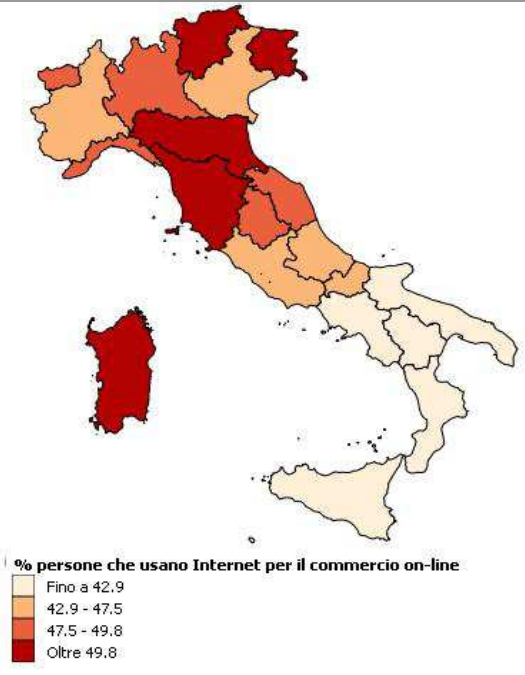 % persone che usano Internet per il commercio on-line
Fino a 42.9
42.9 - 47.5
47.5 - 49.8
Oltre 49.8